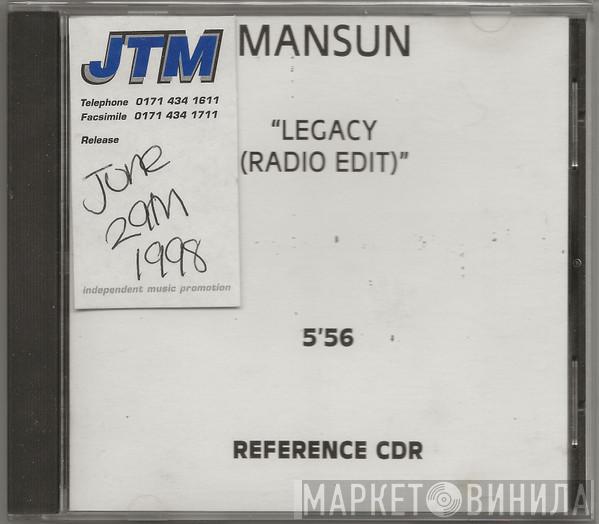 JTM
Telephone 0171 434 1611
Facsimile 0171 434 1711
Release
June
29th
1998
independent music promotion
MANSUN
“LEGACY
(RADIO EDIT)”
5'56
REFERENCE CDR
МАРКЕТ ВИНИЛА